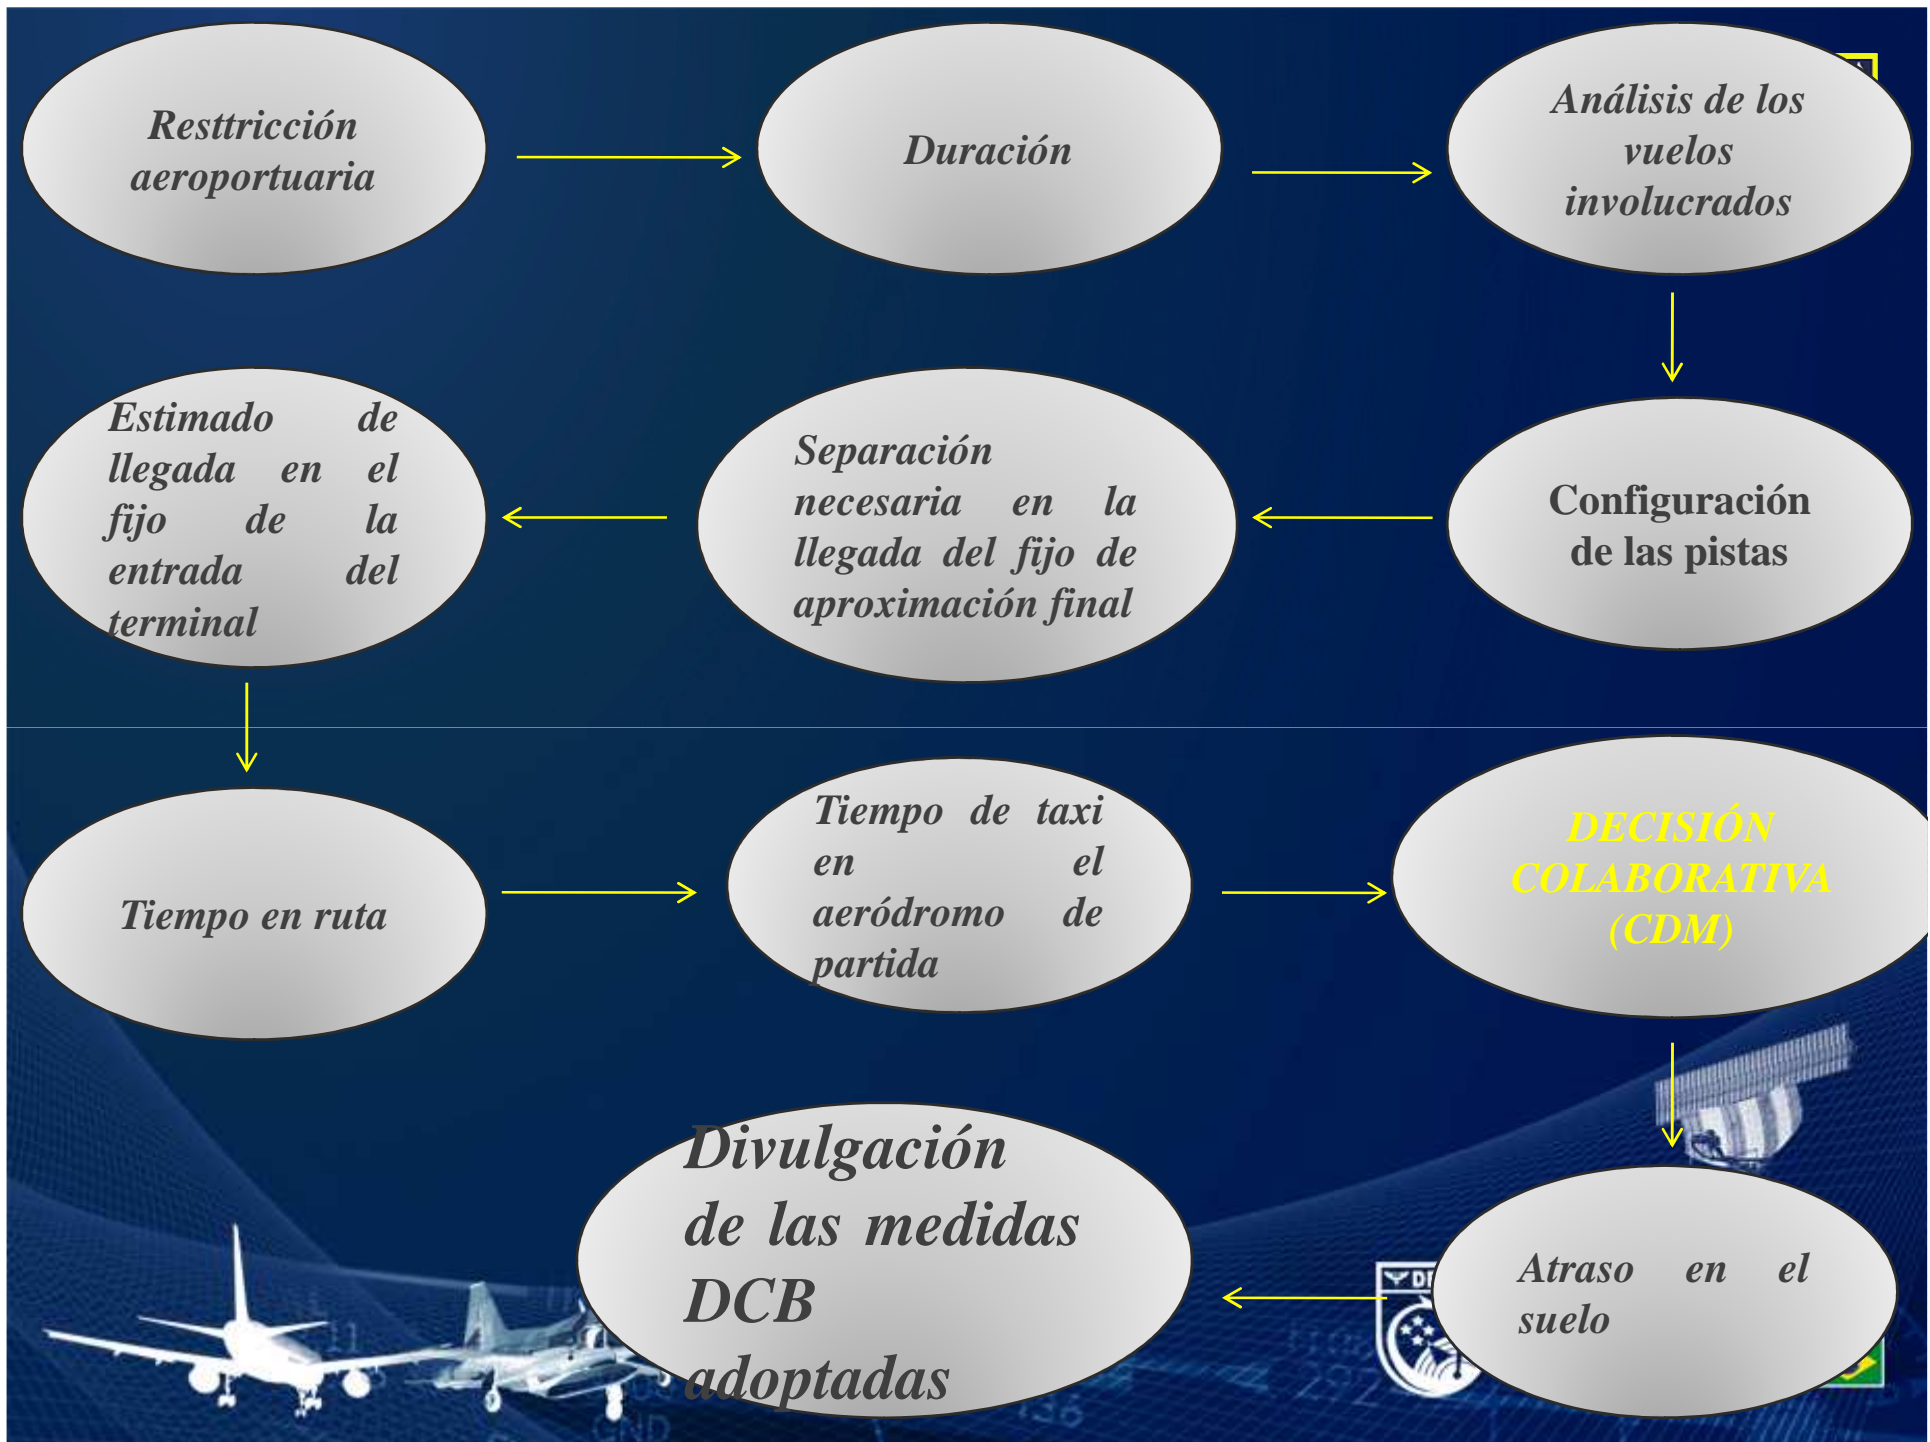 Resttricción
aeroportuaria
Duración
Análisis de los
vuelos
involucrados
Configuración
de las pistas
Separación
necesaria en la
llegada del fijo de
aproximación final
Estimado de
llegada en el
fijo de la
entrada del
terminal
Tiempo en ruta
Tiempo de taxi
en el
aeródromo de
partida
DECISIÓN
COLABORATIVA
(CDM)
Atraso en el
suelo
Divulgación
de las medidas
DCB
adoptadas
136
292
GND